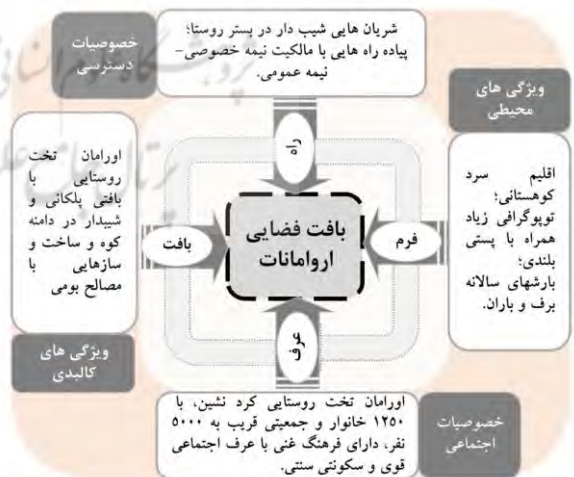 خصوصیات
دسترسی
شریان هایی شیب دار در بستر روستا؛
پیاده راه هایی با مالکیت نیمه خصوصی-
نیمه عمومی.
راه
ویژگی های
محیطی
اقلیم سرد
کوهستانی؛
توپوگرافی زیاد
همراه با پستی
بلندی؛
بارشهای سالانه
برف و باران.
فرم
بافت فضایی
اروامانات
بافت
اورامان تخت
روستایی با
بافتی پلکانی و
شیبدار در دامنه
کوه و ساخت و
سازهایی با
مصالح بومی
ویژگی های
کالبدی
عرف
اورامان تخت روستایی کرد نشین، با
۱۲۵۰ خانوار و جمعیتی قریب به ۵۰۰۰
نفر، دارای فرهنگ غنی با عرف اجتماعی
قوی و سکونتی سنتی.
خصوصیات
اجتماعی